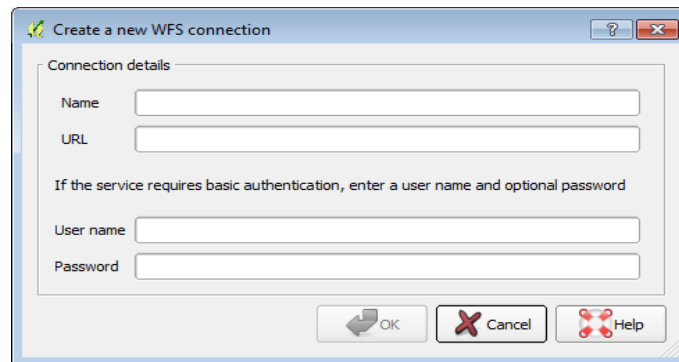 Create a new WFS connection
Connection details
Name
URL
If the service requires basic authentication, enter a user name and optional password
User name
Password
OK Cancel Help